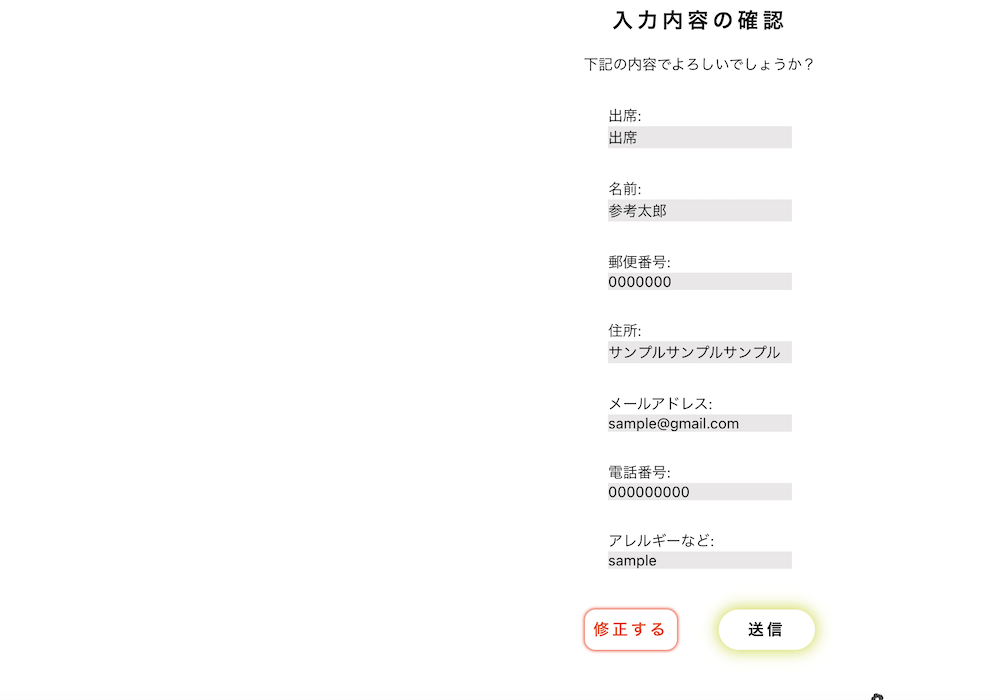 入力内容の確認
下記の内容でよろしいでしょうか？
出席:
出席
名前:
参考太郎
郵便番号:
0000000
住所:
サンプルサンプルサンプル
メールアドレス:
sample@gmail.com
電話番号:
000000000
アレルギーなど:
sample
修正する
送信